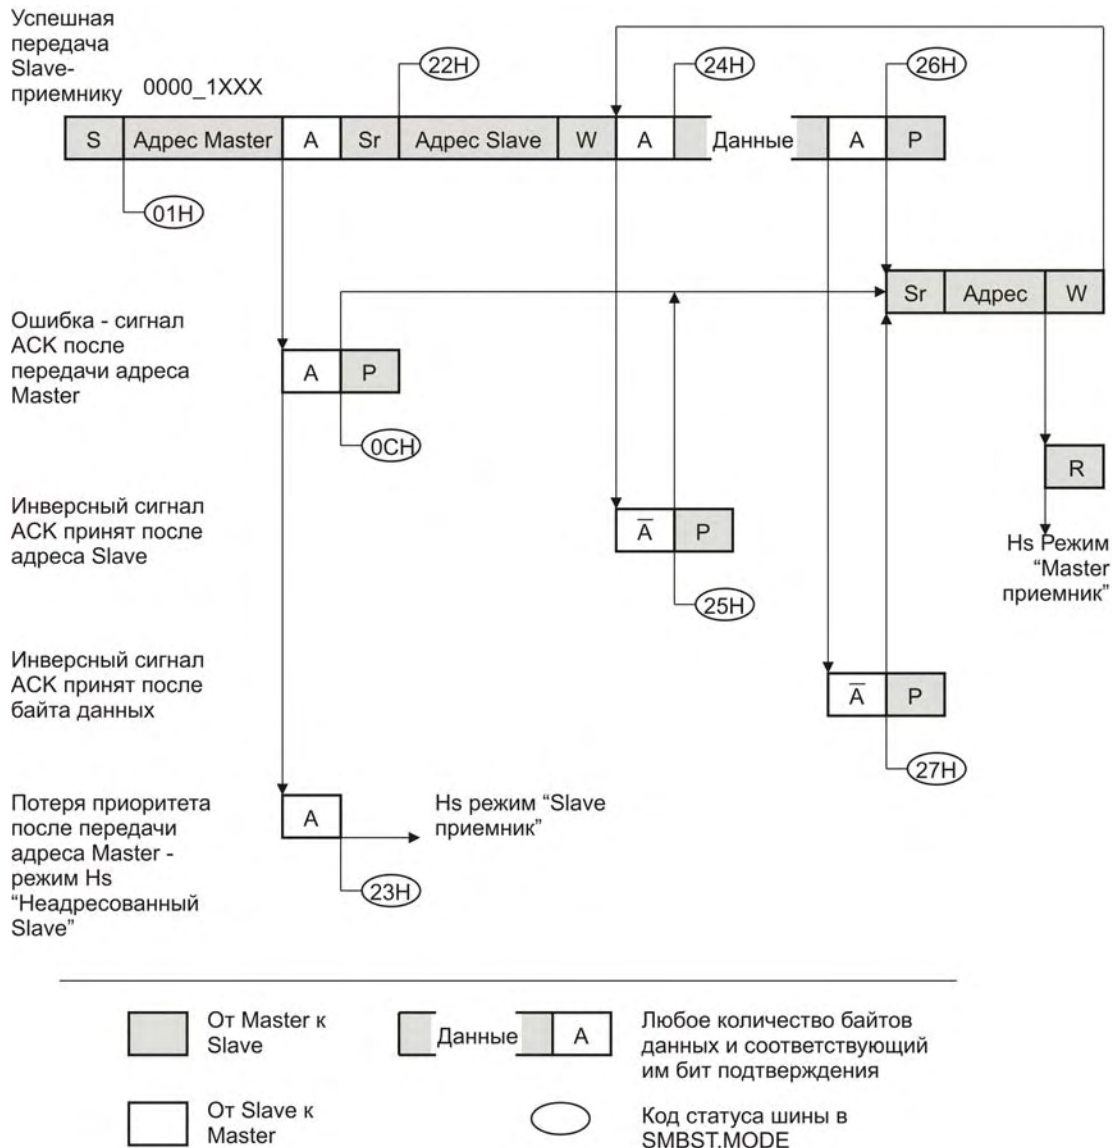 Успешная
передача
Slave-
приемнику
0000_1XXX
22H
24H
26H
S Адрес Master A Sr Адрес Slave W A Данные A P
01H
Sr Адрес W
Ошибка - сигнал
ACK после
передачи адреса
Master
A P
0CH
R
Инверсный сигнал
ACK принят после
адреса Slave
A̅ P
Hs Режим
“Master
приемник”
25H
Инверсный сигнал
ACK принят после
байта данных
A̅ P
27H
Потеря приоритета
после передачи
адреса Master -
режим Hs
“Неадресованный
Slave”
A
Hs режим “Slave
приемник”
23H
От Master к
Slave
Данные A
Любое количество байтов
данных и соответствующий
им бит подтверждения
От Slave к
Master
Код статуса шины в
SMBST.MODE